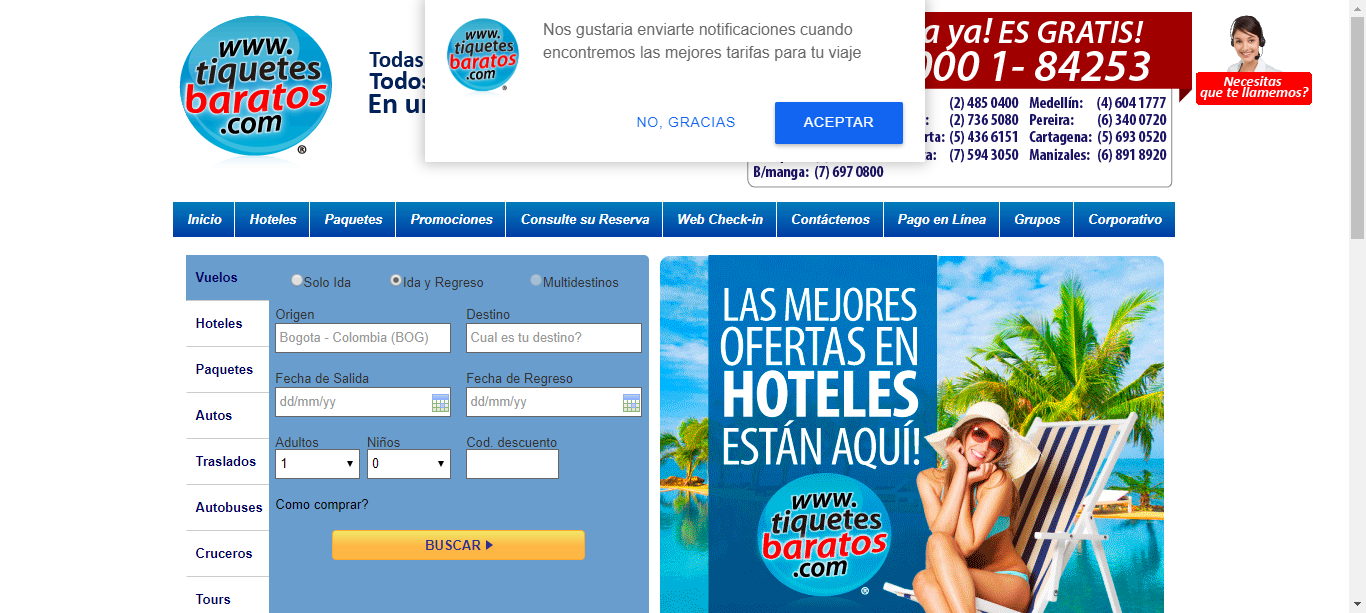 www.
tiquetes
baratos
.com
®
Todas
Todos
En
www.
tiquetes
baratos
.com
Nos gustaria enviarte notificaciones cuando
encontremos las mejores tarifas para tu viaje
NO, GRACIAS
ACEPTAR
ya! ES GRATIS!
000 1- 84253
Necesitas
que te llamemos?
(2) 485 0400 Medellín: (4) 604 1777
(2) 736 5080 Pereira: (6) 340 0720
(5) 436 6151 Cartagena: (5) 693 0520
(7) 594 3050 Manizales: (6) 891 8920
B/manga: (7) 697 0800
Inicio Hoteles Paquetes Promociones Consulte su Reserva Web Check-in Contáctenos Pago en Línea Grupos Corporativo
Vuelos
Hoteles
Paquetes
Autos
Traslados
Autobuses
Cruceros
Tours
Solo Ida Ida y Regreso Multidestinos
Origen Destino
Bogota - Colombia (BOG) Cual es tu destino?
Fecha de Salida Fecha de Regreso
dd/mm/yy dd/mm/yy
Adultos Niños Cod. descuento
1 0
Como comprar?
BUSCAR
LAS MEJORES
OFERTAS EN
HOTELES
ESTÁN AQUÍ!
www.
tiquetes
baratos
.com
®